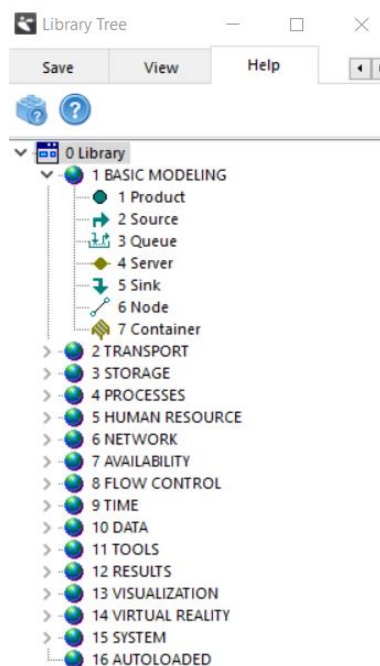 Library Tree
Save View Help
0 Library
1 BASIC MODELING
1 Product
2 Source
3 Queue
4 Server
5 Sink
6 Node
7 Container
2 TRANSPORT
3 STORAGE
4 PROCESSES
5 HUMAN RESOURCE
6 NETWORK
7 AVAILABILITY
8 FLOW CONTROL
9 TIME
10 DATA
11 TOOLS
12 RESULTS
13 VISUALIZATION
14 VIRTUAL REALITY
15 SYSTEM
16 AUTOLOADED